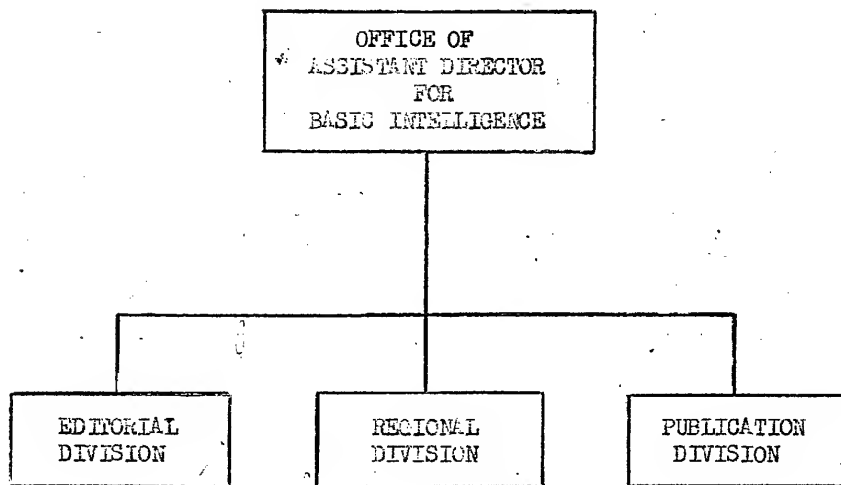 OFFICE OF
ASSISTANT DIRECTOR
FOR
BASIC INTELLIGENCE
EDITORIAL
DIVISION
REGIONAL
DIVISION
PUBLICATION
DIVISION